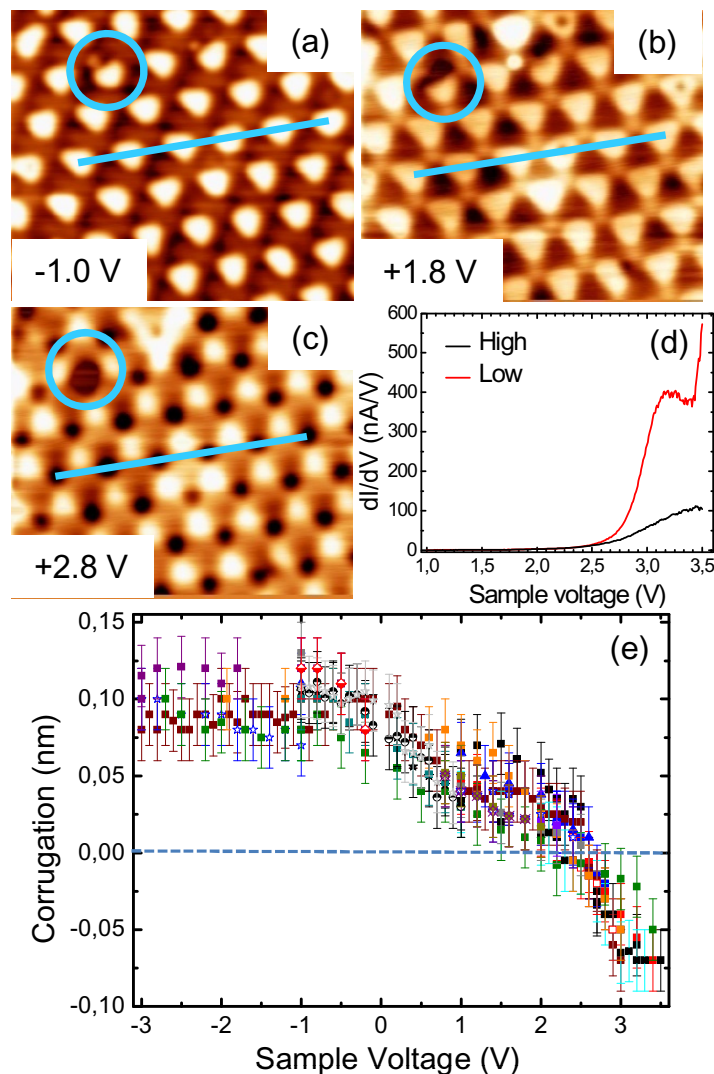 (a)
(b)
-1.0 V
+1.8 V
(c)
(d)
+2.8 V
High
Low
dI/dV (nA/V)
600
500
400
300
200
100
0
1,0 1,5 2,0 2,5 3,0 3,5
Sample voltage (V)
(e)
Corrugation (nm)
0,15
0,10
0,05
0,00
-0,05
-0,10
-3 -2 -1 0 1 2 3
Sample Voltage (V)